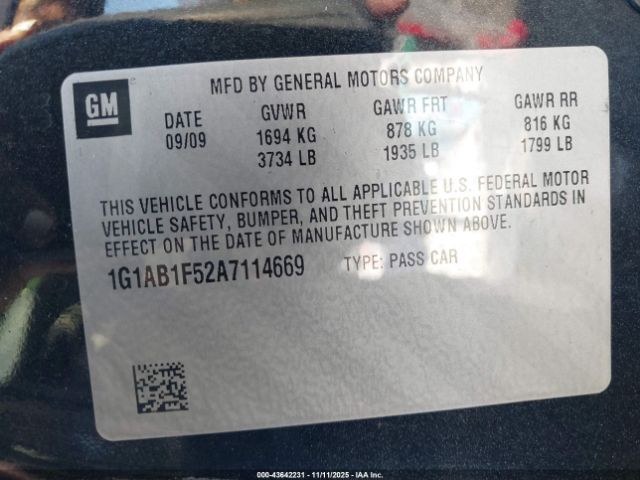 GM
MFD BY GENERAL MOTORS COMPANY
DATE GVWR GAWR FRT GAWR RR
09/09 1694 KG 878 KG 816 KG
3734 LB 1935 LB 1799 LB
THIS VEHICLE CONFORMS TO ALL APPLICABLE U.S. FEDERAL MOTOR
VEHICLE SAFETY, BUMPER, AND THEFT PREVENTION STANDARDS IN
EFFECT ON THE DATE OF MANUFACTURE SHOWN ABOVE.
1G1AB1F52A7114669 TYPE: PASS CAR
000-43642231 - 11/11/2025 - IAA Inc.